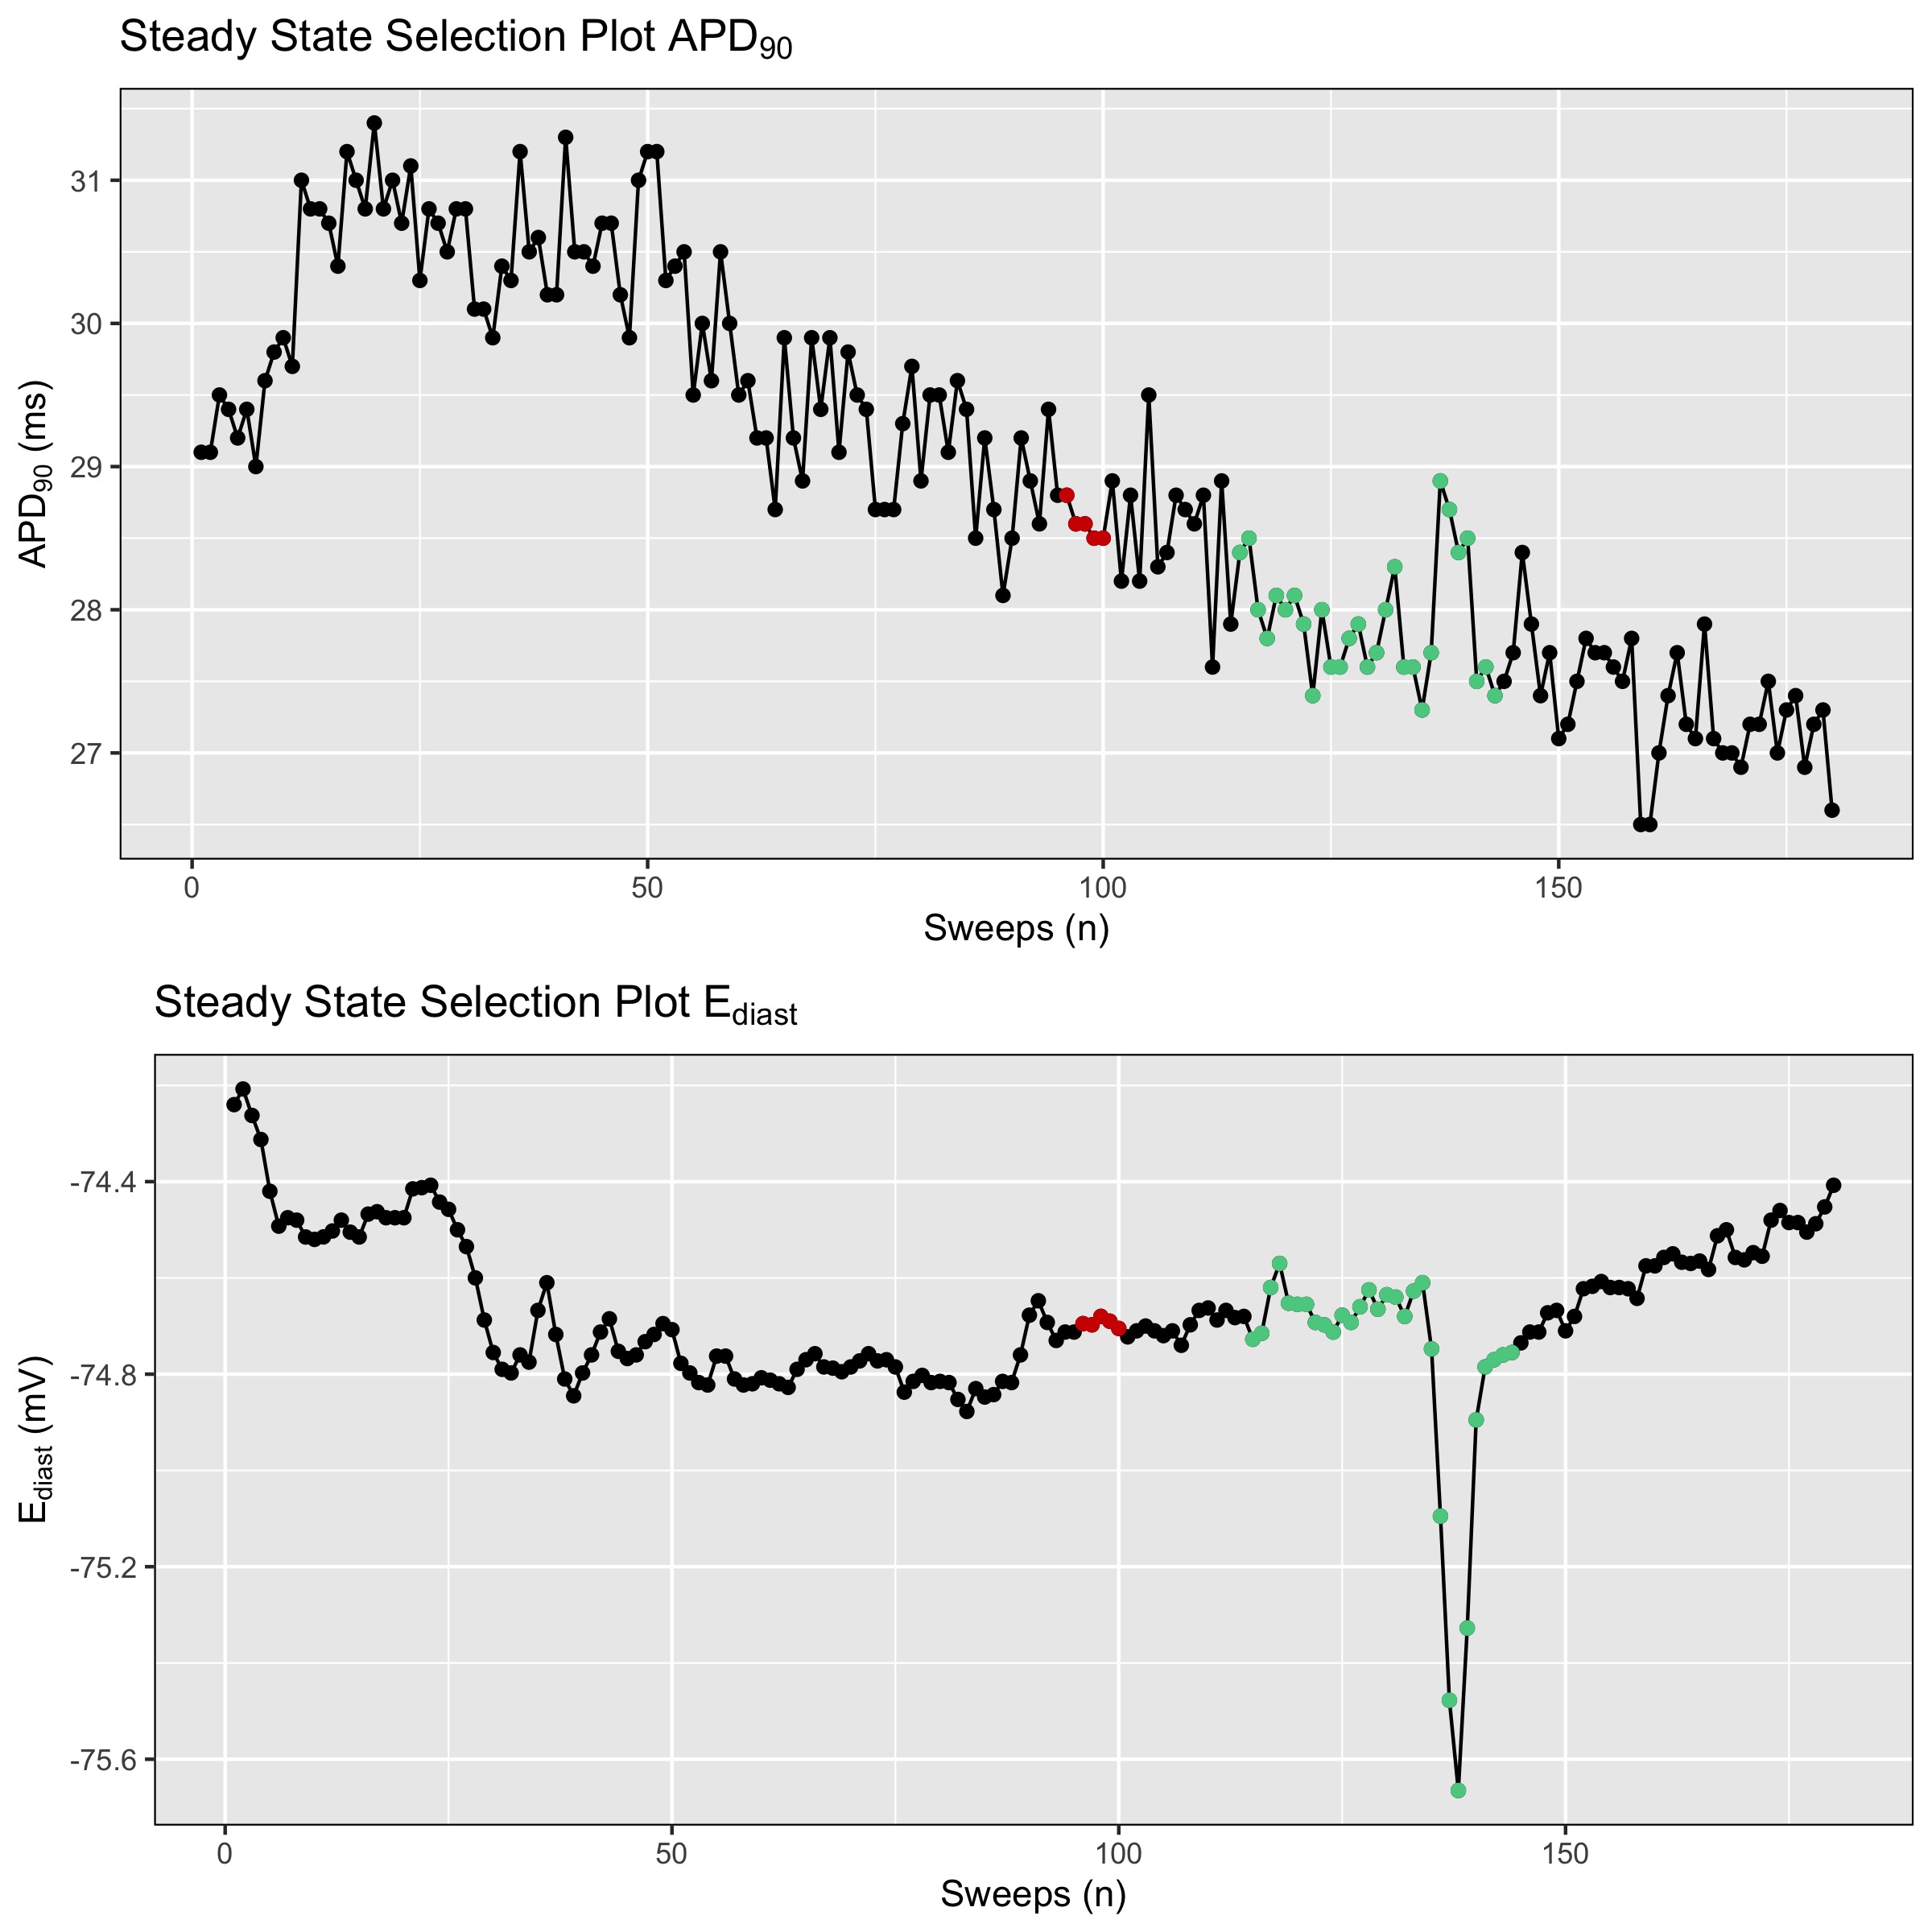 Steady State Selection Plot APD90
31
30
29
28
27
APD90 (ms)
0 50 100 150
Sweeps (n)
Steady State Selection Plot Ediast
-74.4
-74.8
-75.2
-75.6
Ediast (mV)
0 50 100 150
Sweeps (n)